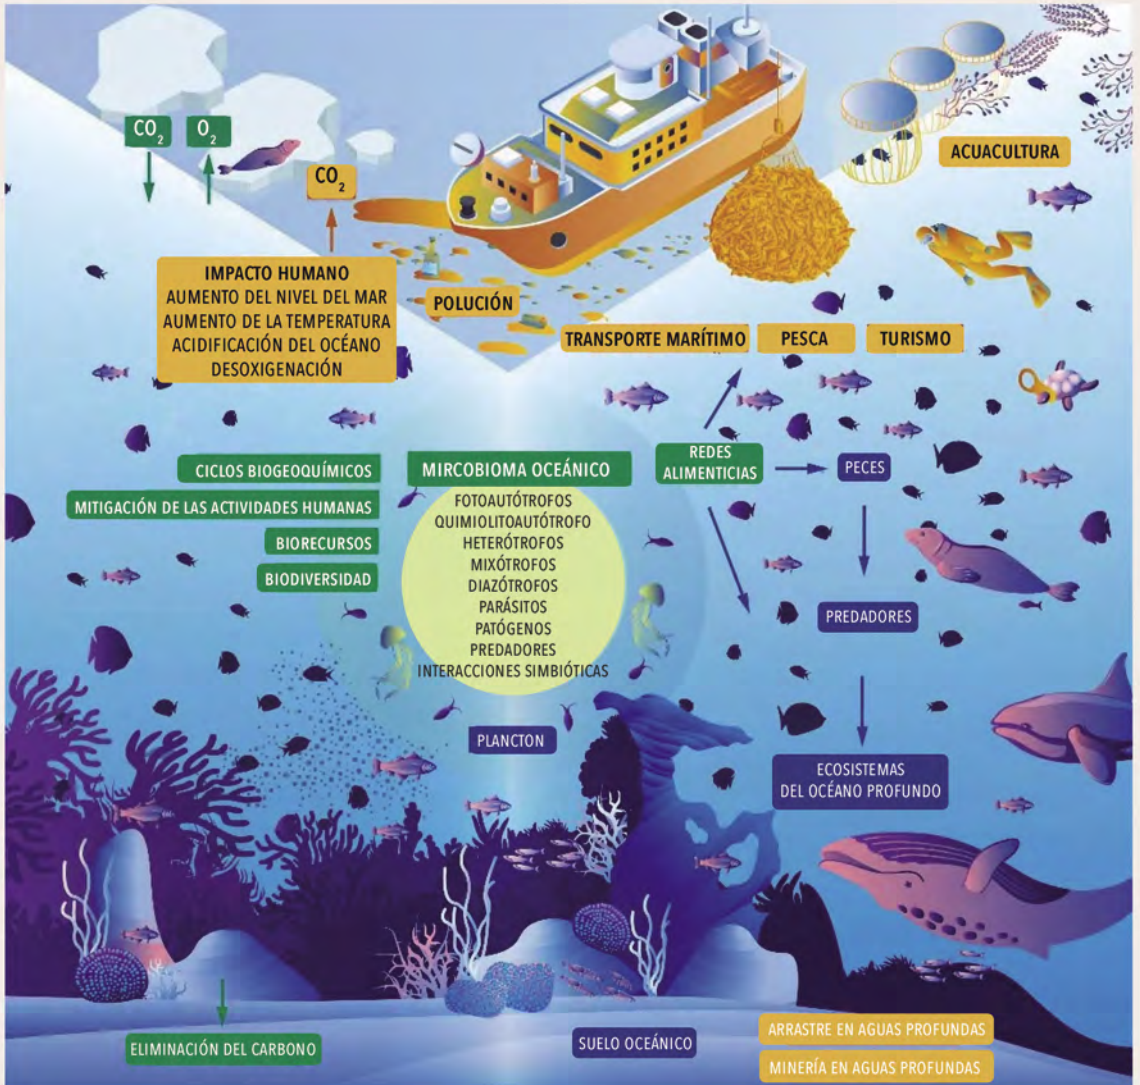 CO2
O2
CO2
ACUACULTURA
IMPACTO HUMANO
AUMENTO DEL NIVEL DEL MAR
AUMENTO DE LA TEMPERATURA
ACIDIFICACIÓN DEL OCÉANO
DESOXIGENACIÓN
POLUCIÓN
TRANSPORTE MARÍTIMO
PESCA
TURISMO
CICLOS BIOGEOQUÍMICOS
MITIGACIÓN DE LAS ACTIVIDADES HUMANAS
BIORECURSOS
BIODIVERSIDAD
MIRCOBIOMA OCEÁNICO
FOTOAUTÓTROFOS
QUIMIOLITOAUTÓTROFO
HETERÓTROFOS
MIXÓTROFOS
DIAZÓTROFOS
PARÁSITOS
PATÓGENOS
PREDADORES
INTERACCIONES SIMBIÓTICAS
PLANCTON
REDES
ALIMENTICIAS
PECES
PREDADORES
ECOSISTEMAS
DEL OCÉANO PROFUNDO
ELIMINACIÓN DEL CARBONO
SUELO OCEÁNICO
ARRASTRE EN AGUAS PROFUNDAS
MINERÍA EN AGUAS PROFUNDAS